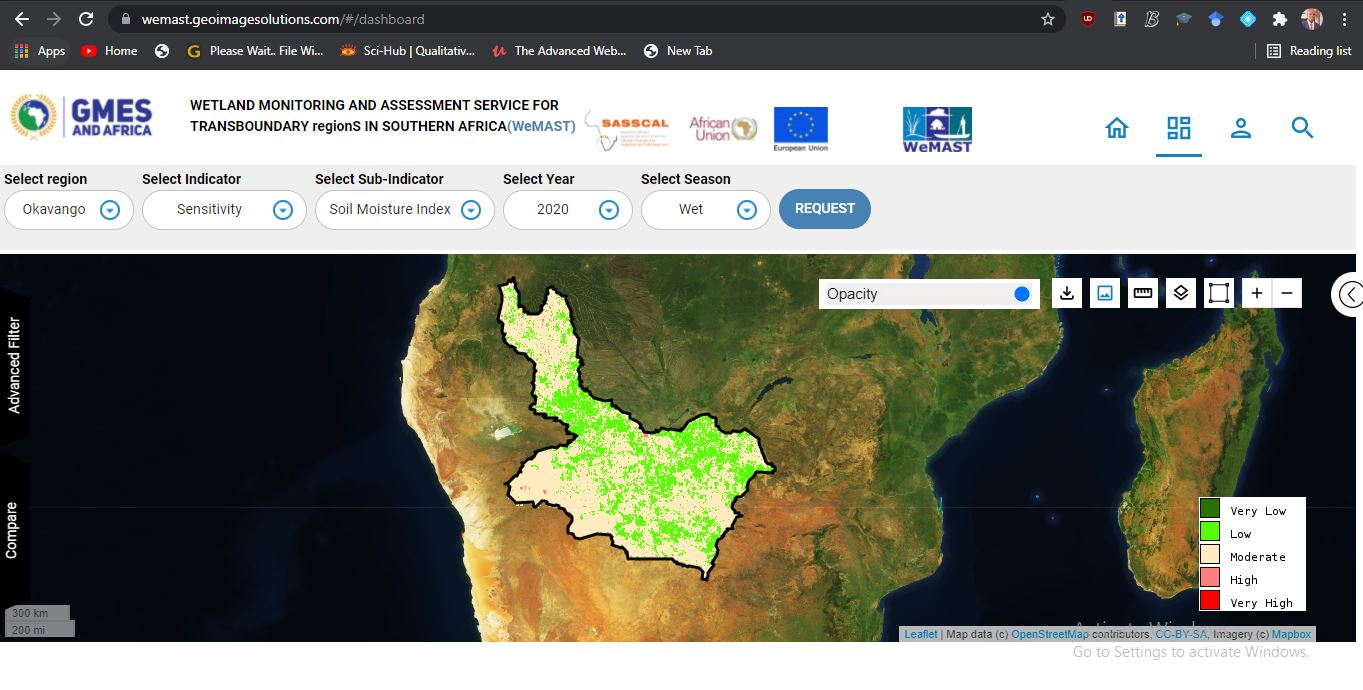 wemast.geoimagesolutions.com/#/dashboard
Apps Home Please Wait.. File Wi... Sci-Hub | Qualitativ... The Advanced Web... New Tab Reading list
GMES
AND AFRICA
WETLAND MONITORING AND ASSESSMENT SERVICE FOR
TRANSBOUNDARY regionS IN SOUTHERN AFRICA(WeMAST)
SASSCAL
African
Union
European Union
WeMAST
Select region Select Indicator Select Sub-Indicator Select Year Select Season
Okavango Sensitivity Soil Moisture Index 2020 Wet REQUEST
Opacity
Advanced Filter
Compare
Very Low
Low
Moderate
High
Very High
300 km
200 mi
Leaflet | Map data (c) OpenStreetMap contributors, CC-BY-SA, Imagery (c) Mapbox
Activate Windows
Go to Settings to activate Windows.